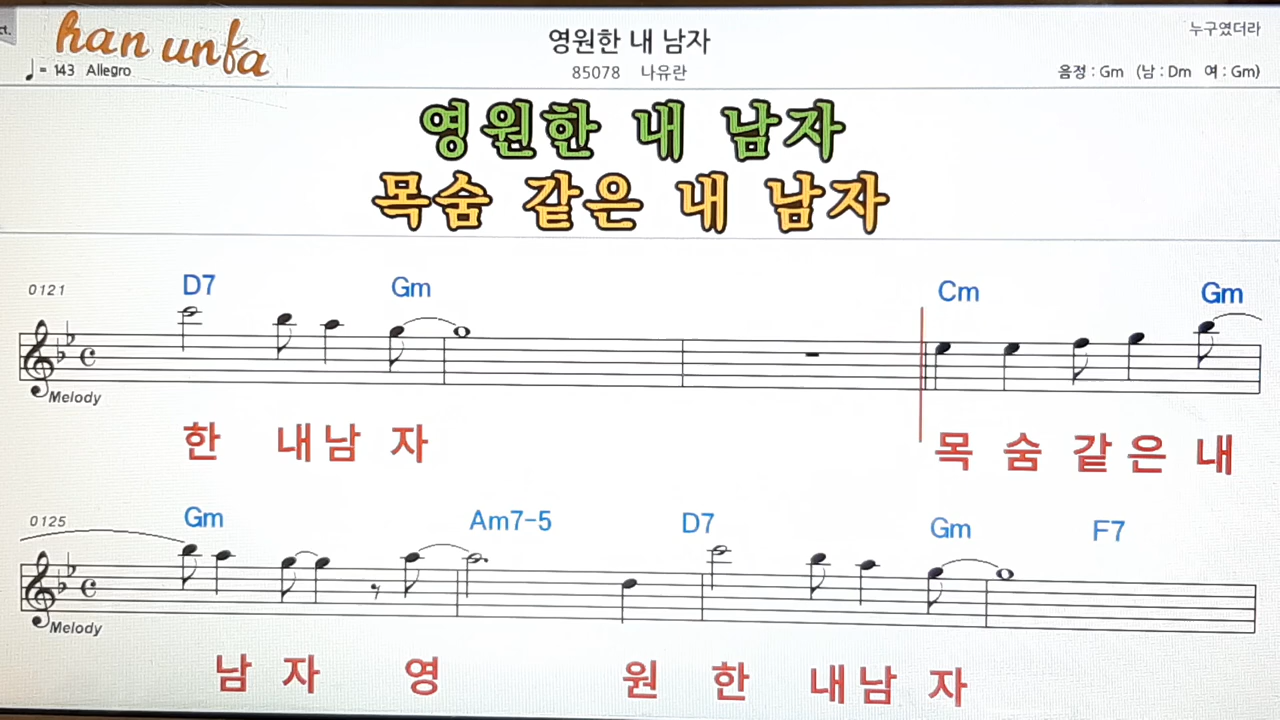 ct.
han unfa
영원한 내 남자
누구였더라
♩ = 143 Allegro
85078 나유란
음정 : Gm (남 : Dm 여 : Gm)
영원한 내 남자
목숨 같은 내 남자
0121
D7 Gm Cm Gm
Melody
한 내남 자 목 숨 같 은 내
0125
Gm Am7-5 D7 Gm F7
Melody
남 자 영 원 한 내남 자